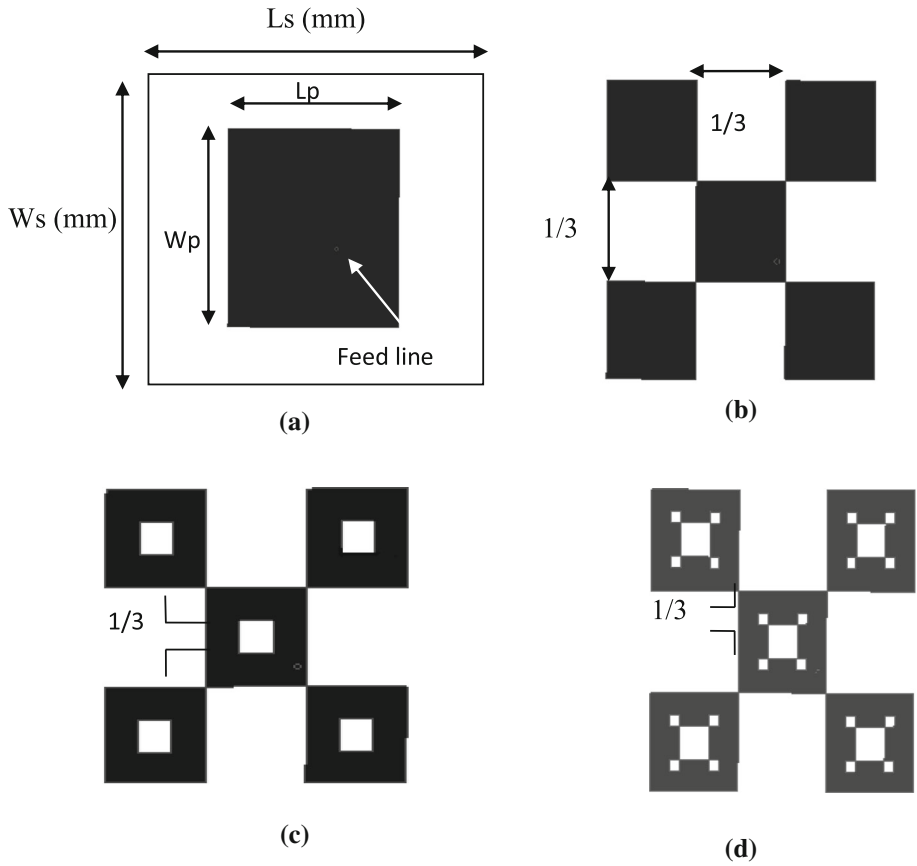 Ls (mm)
Lp
Ws (mm)
Wp
Feed line
(a)
1/3
1/3
(b)
1/3
(c)
1/3
(d)